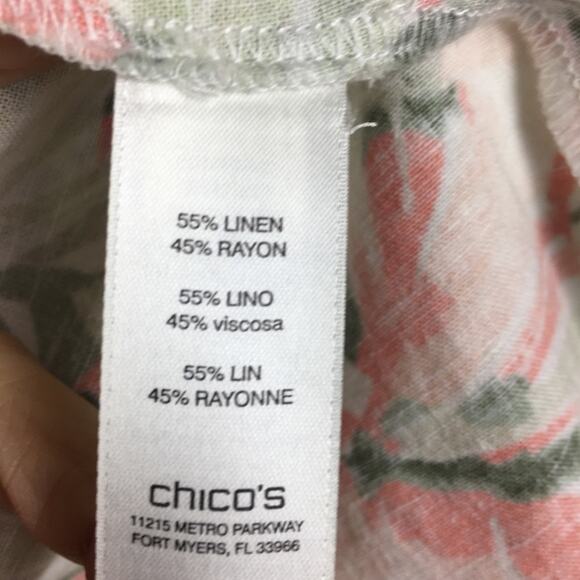 55% LINEN
45% RAYON
55% LINO
45% viscosa
55% LIN
45% RAYONNE
chico's
11215 METRO PARKWAY
FORT MYERS, FL 33966